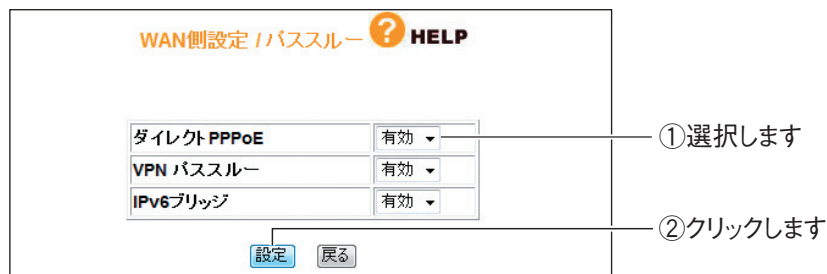 WAN側設定 / パススルー ? HELP
ダイレクトPPPoE 有効
①選択します
VPN パススルー 有効
IPv6ブリッジ 有効
②クリックします
設定 戻る